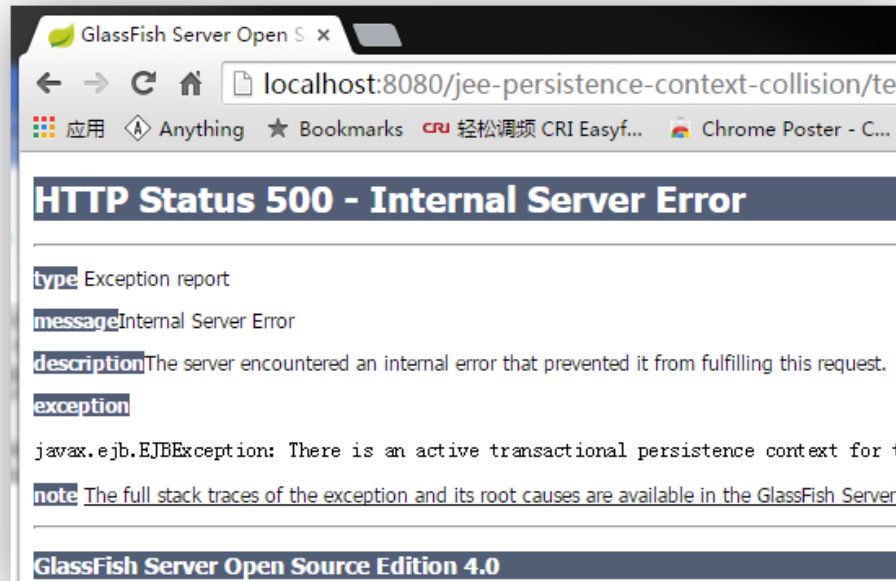 GlassFish Server Open S
localhost:8080/jee-persistence-context-collision/te
应用 Anything Bookmarks CRI 轻松调频 CRI Easyf... Chrome Poster - C...
HTTP Status 500 - Internal Server Error
type Exception report
messageInternal Server Error
descriptionThe server encountered an internal error that prevented it from fulfilling this request.
exception
javax.ejb.EJBException: There is an active transactional persistence context for
note The full stack traces of the exception and its root causes are available in the GlassFish Server
GlassFish Server Open Source Edition 4.0